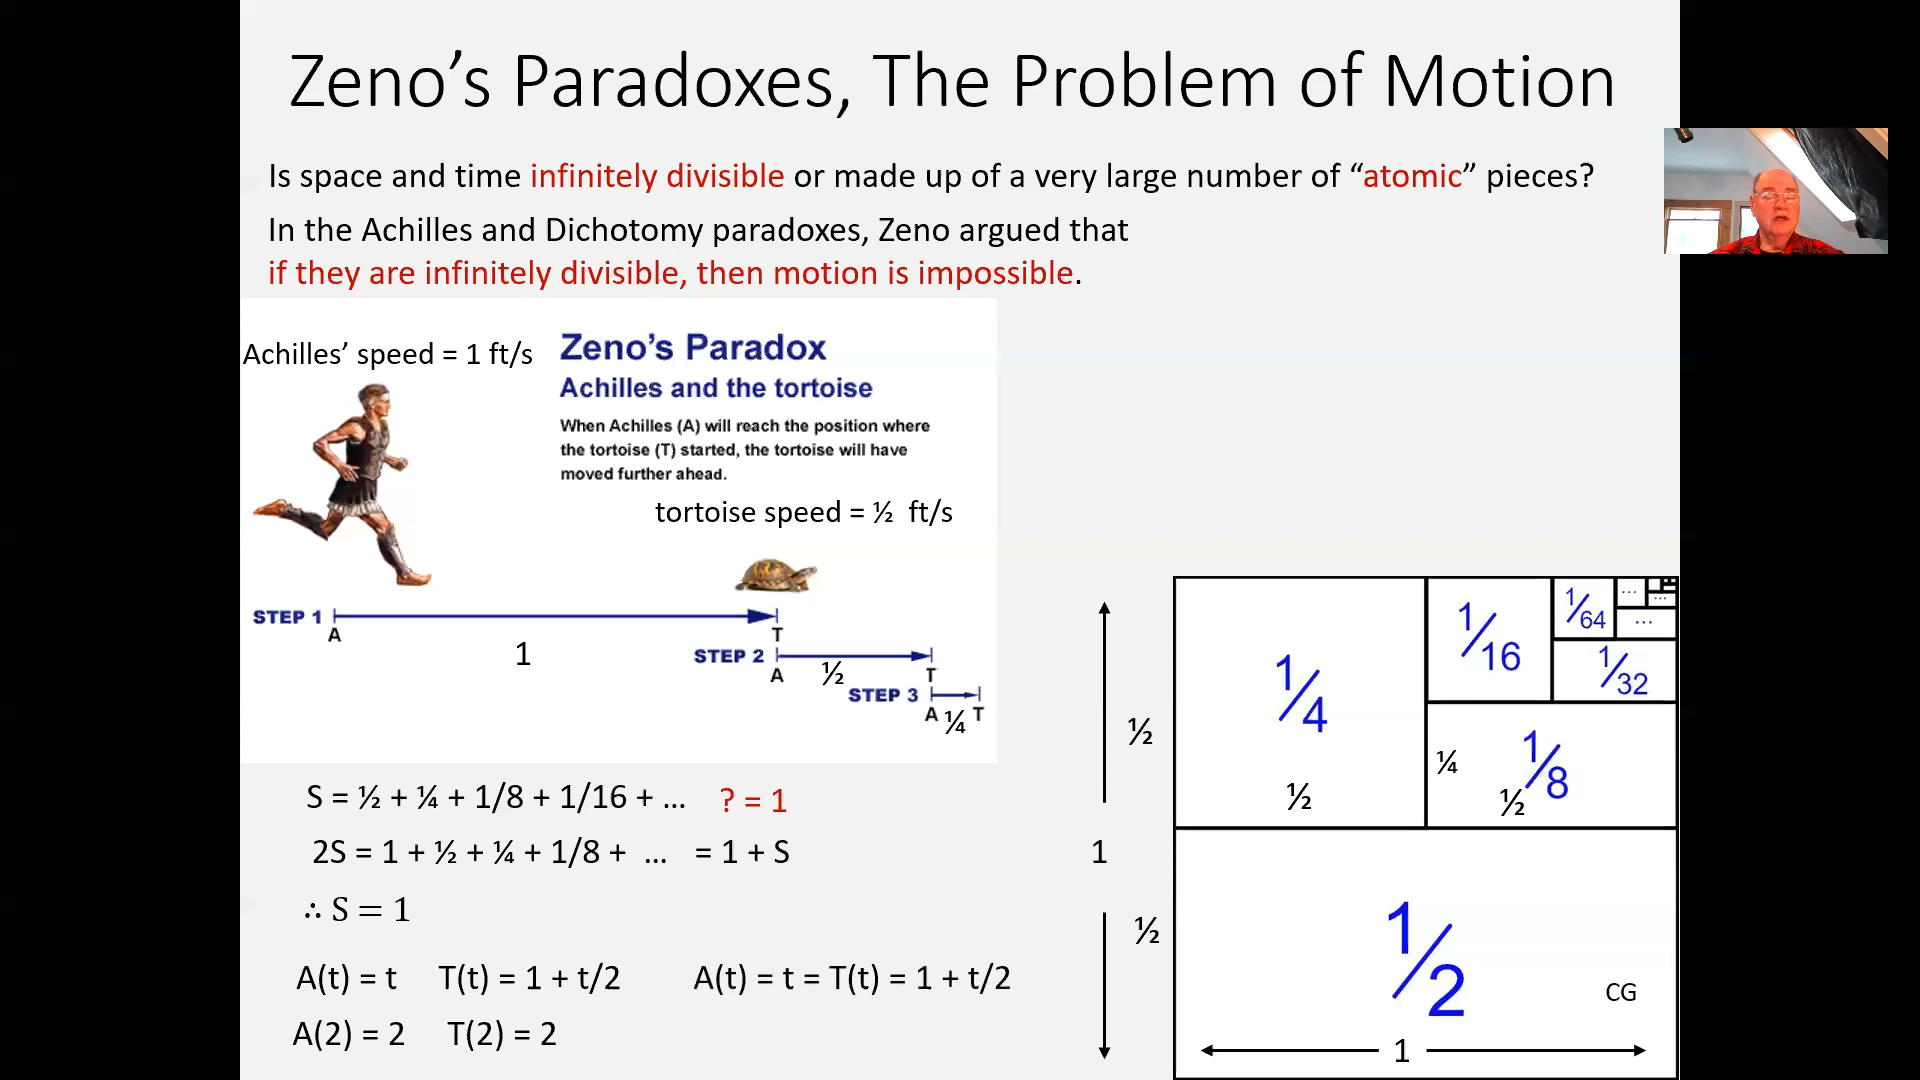 Zeno’s Paradoxes, The Problem of Motion
Is space and time infinitely divisible or made up of a very large number of “atomic” pieces?
In the Achilles and Dichotomy paradoxes, Zeno argued that
if they are infinitely divisible, then motion is impossible.
Achilles’ speed = 1 ft/s
Zeno’s Paradox
Achilles and the tortoise
When Achilles (A) will reach the position where
the tortoise (T) started, the tortoise will have
moved further ahead.
tortoise speed = ½ ft/s
STEP 1
A
T
1
STEP 2
A
T
½
STEP 3
A
¼
T
S = ½ + ¼ + 1/8 + 1/16 + … ? = 1
2S = 1 + ½ + ¼ + 1/8 + … = 1 + S
∴ S = 1
A(t) = t T(t) = 1 + t/2 A(t) = t = T(t) = 1 + t/2
A(2) = 2 T(2) = 2
½
1
½
1/4
½
1/16
1/64
...
...
...
1/32
¼
½
1/8
1/2
CG
1